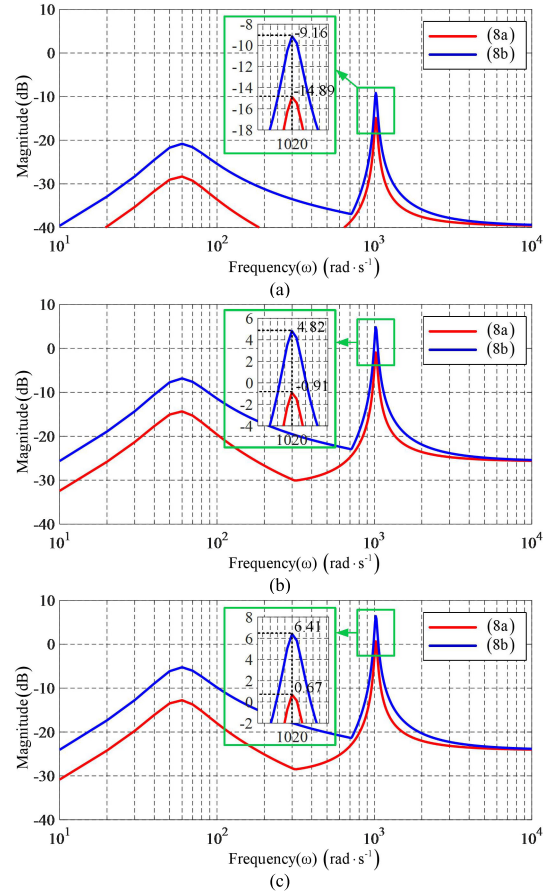 10
0
-10
-20
-30
-40
Magnitude(dB)
-4
-6
-8
-10
-12
-14
-16
-18
-9.16
-14.89
1020
(8a)
(8b)
10¹ 10² 10³ 10⁴
Frequency(ω) (rad·s⁻¹)
(a)
10
0
-10
-20
-30
-40
Magnitude(dB)
6
4
2
0
-2
-4
4.82
-0.91
1020
(8a)
(8b)
10¹ 10² 10³ 10⁴
Frequency(ω) (rad·s⁻¹)
(b)
10
0
-10
-20
-30
-40
Magnitude(dB)
8
6
4
2
0
-2
6.41
0.67
1020
(8a)
(8b)
10¹ 10² 10³ 10⁴
Frequency(ω) (rad·s⁻¹)
(c)